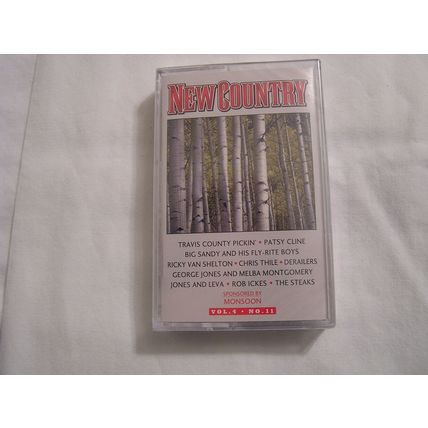 NEW COUNTRY
TRAVIS COUNTY PICKIN' • PATSY CLINE
BIG SANDY AND HIS FLY-RITE BOYS
RICKY VAN SHELTON • CHRIS THILE • DERAILERS
GEORGE JONES AND MELBA MONTGOMERY
JONES AND LEVA • ROB ICKES • THE STEAKS
SPONSORED BY
MONSOON
VOL.4 • NO.11